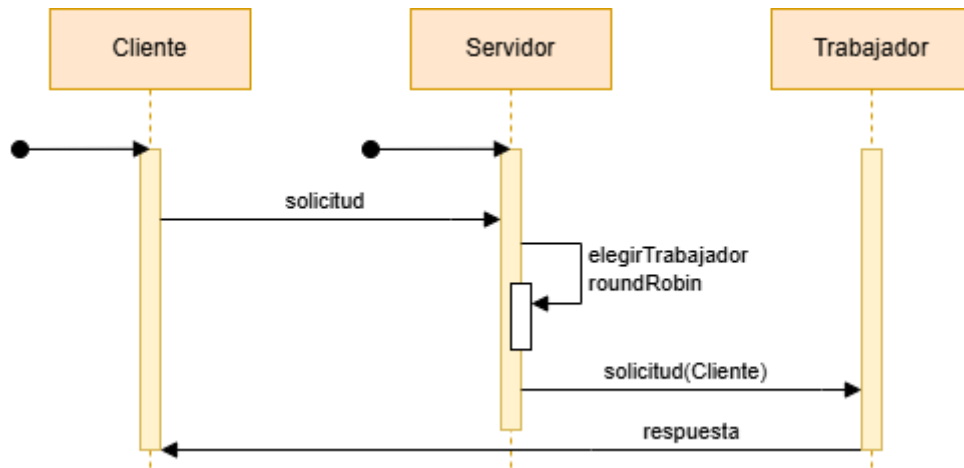 Cliente
Servidor
Trabajador
solicitud
elegirTrabajador
roundRobin
solicitud(Cliente)
respuesta